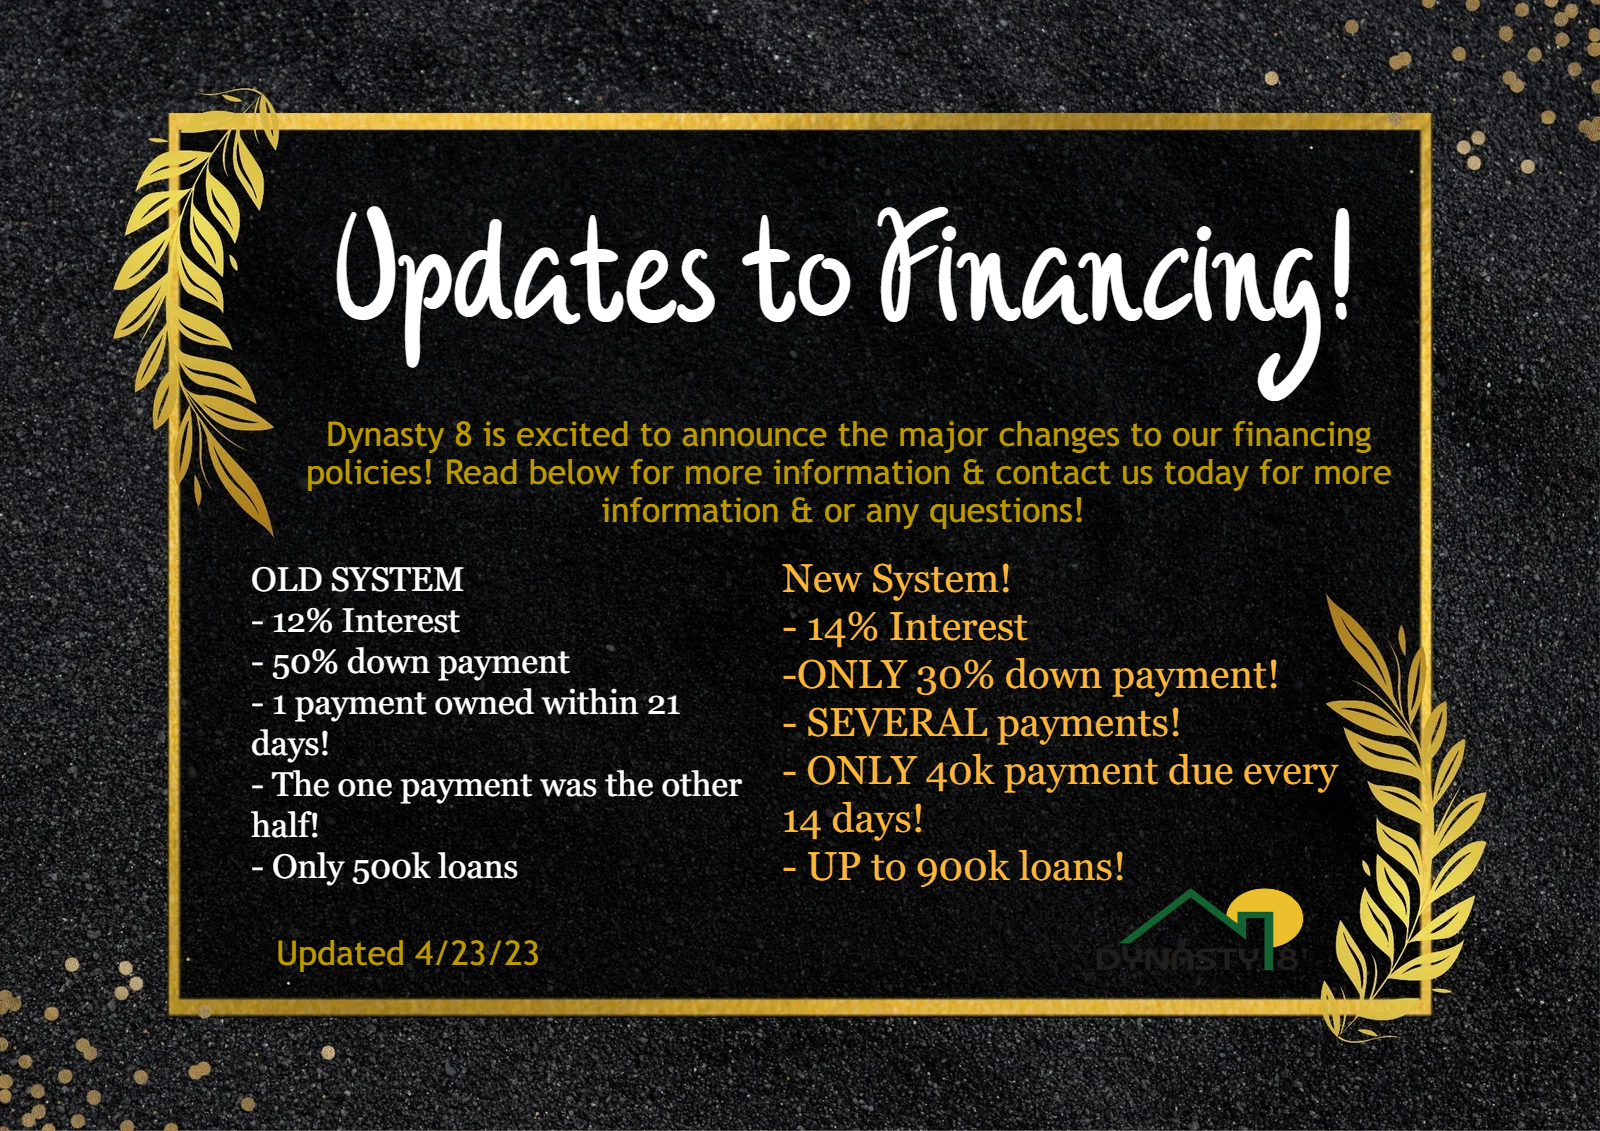 Updates to Financing!
Dynasty 8 is excited to announce the major changes to our financing
policies! Read below for more information & contact us today for more
information & or any questions!
OLD SYSTEM
- 12% Interest
- 50% down payment
- 1 payment owned within 21
days!
- The one payment was the other
half!
- Only 500k loans
New System!
- 14% Interest
-ONLY 30% down payment!
- SEVERAL payments!
- ONLY 40k payment due every
14 days!
- UP to 900k loans!
Updated 4/23/23
DYNASTY 8